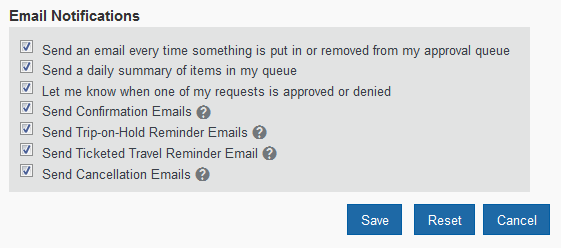 Email Notifications
Send an email every time something is put in or removed from my approval queue
Send a daily summary of items in my queue
Let me know when one of my requests is approved or denied
Send Confirmation Emails ?
Send Trip-on-Hold Reminder Emails ?
Send Ticketed Travel Reminder Email ?
Send Cancellation Emails ?
Save Reset Cancel